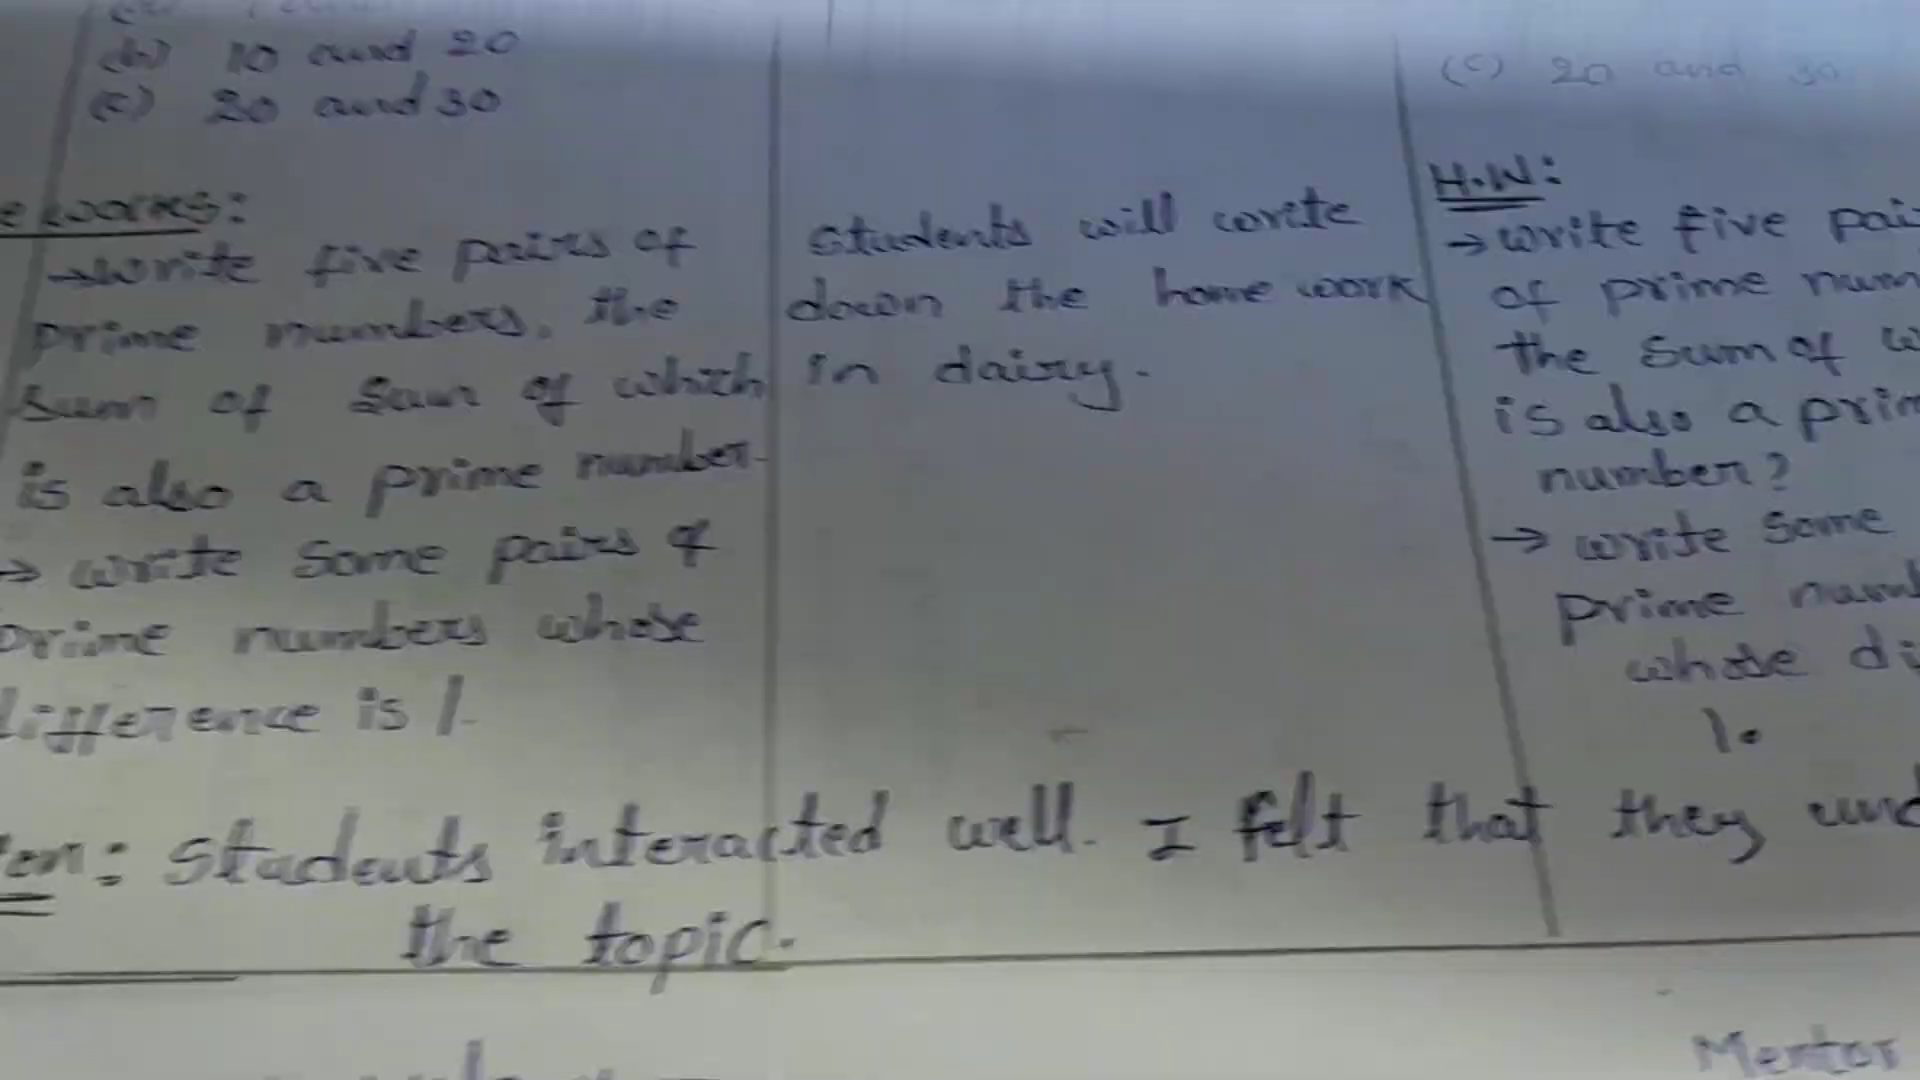 (b) 10 and 20
(c) 20 and 30
e works:
→write five pairs of
prime numbers, the
sum of sum of which
is also a prime number.
→ write some pairs of
prime numbers whose
difference is 1.
students will write
down the home work
in dairy.
(c) 20 and 30
H.W:
→write five pai
of prime num
the sum of w
is also a prim
number?
→ write some
prime numb
whose di
1.
en: students interacted well. I felt that they und
the topic.
Mentor